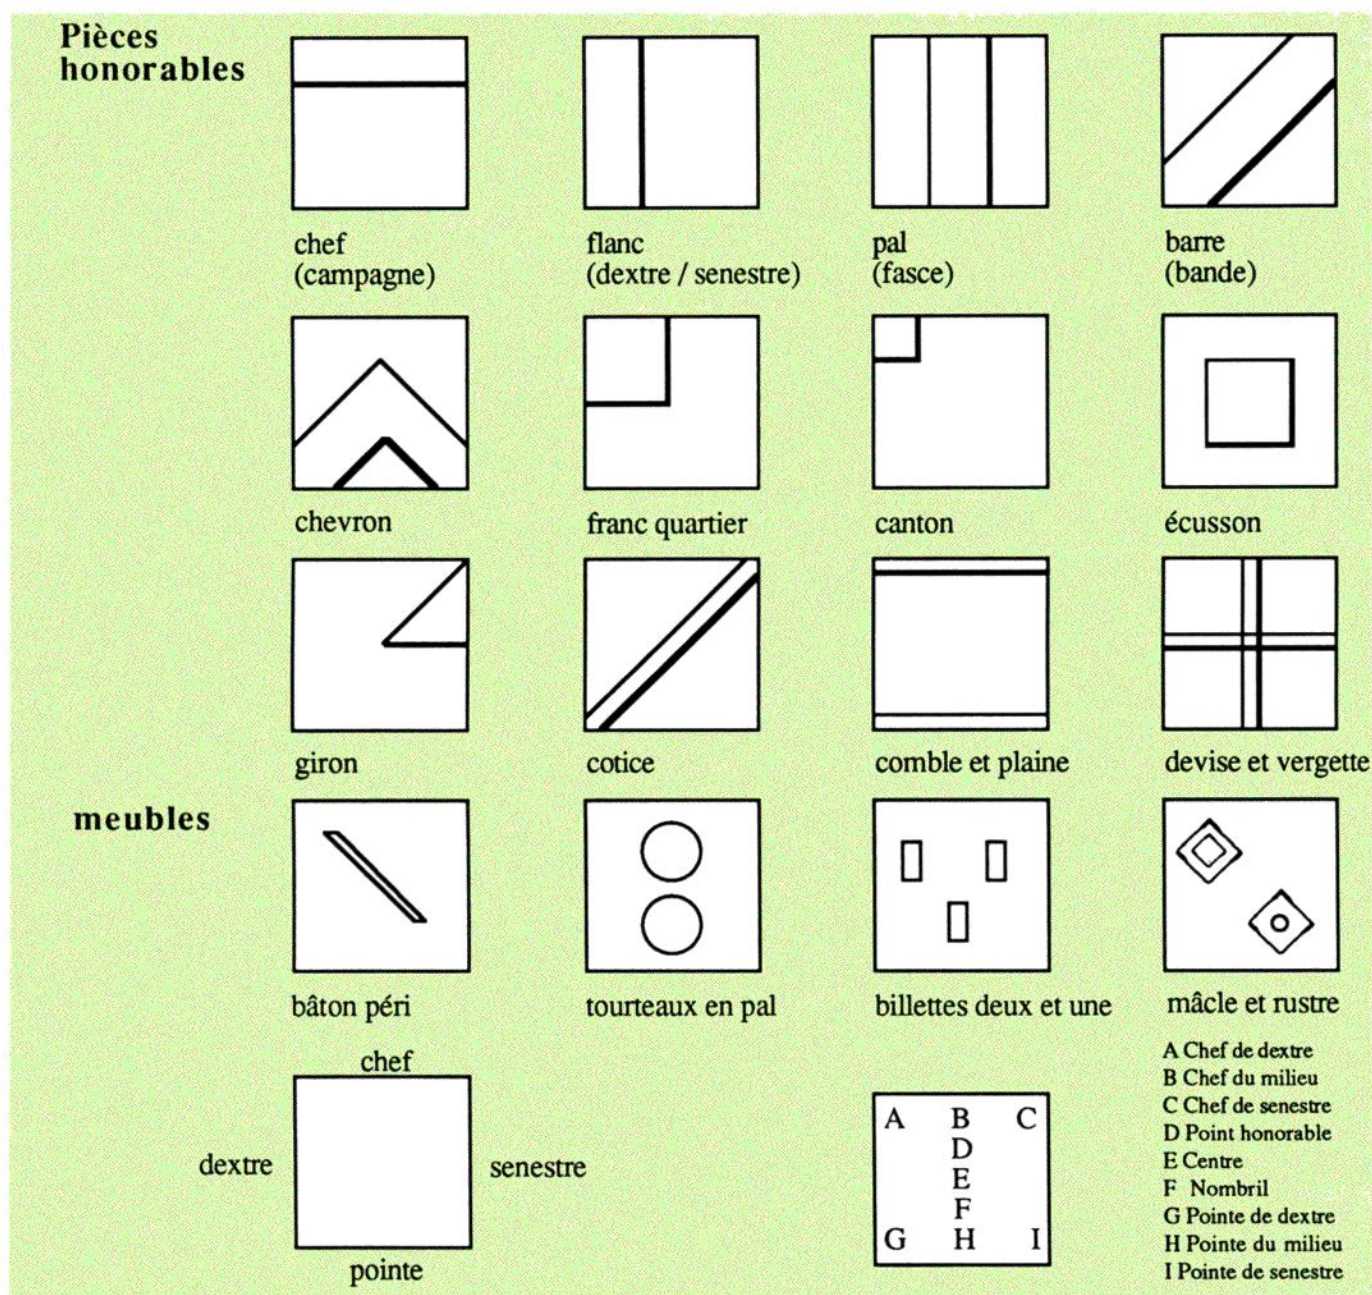 Pièces
honorables
chef
(campagne)
flanc
(dextre / senestre)
pal
(fasce)
barre
(bande)
chevron
franc quartier
canton
écusson
giron
cotice
comble et plaine
devise et vergette
meubles
bâton péri
tourteaux en pal
billettes deux et une
mâcle et rustre
chef
dextre
senestre
pointe
A B C
D
E
F
G H I
A Chef de dextre
B Chef du milieu
C Chef de senestre
D Point honorable
E Centre
F Nombril
G Pointe de dextre
H Pointe du milieu
I Pointe de senestre